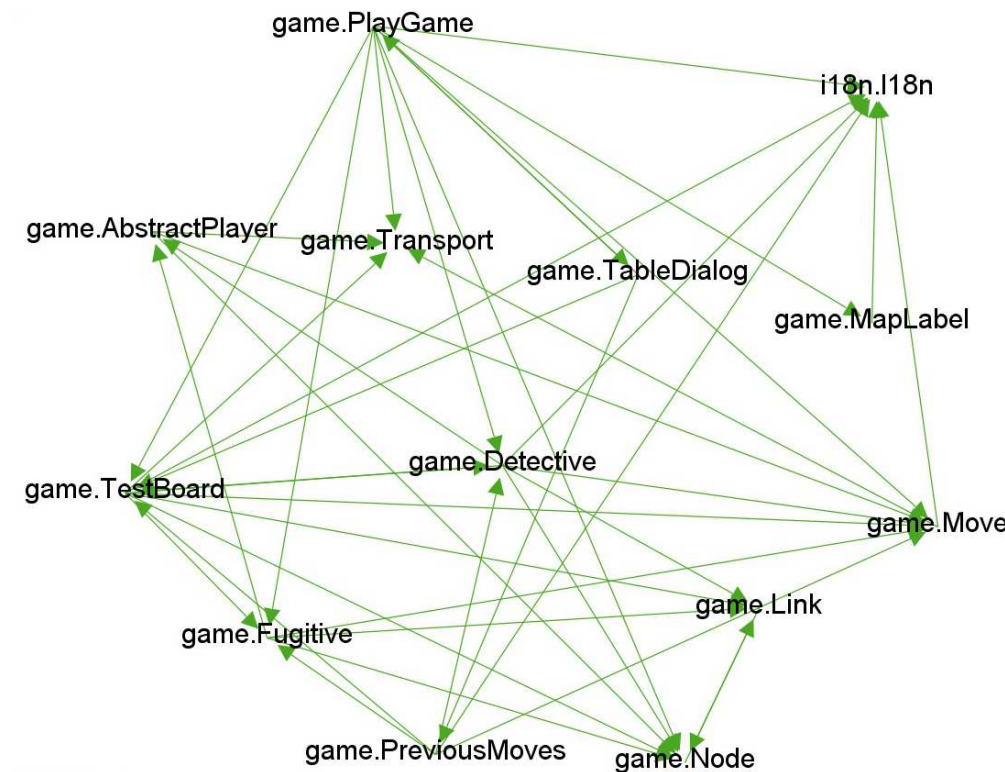 game.PlayGame
i18n.I18n
game.AbstractPlayer
game.Transport
game.TableDialog
game.MapLabel
game.Detective
game.TestBoard
game.Move
game.Link
game.Fugitive
game.PreviousMoves
game.Node